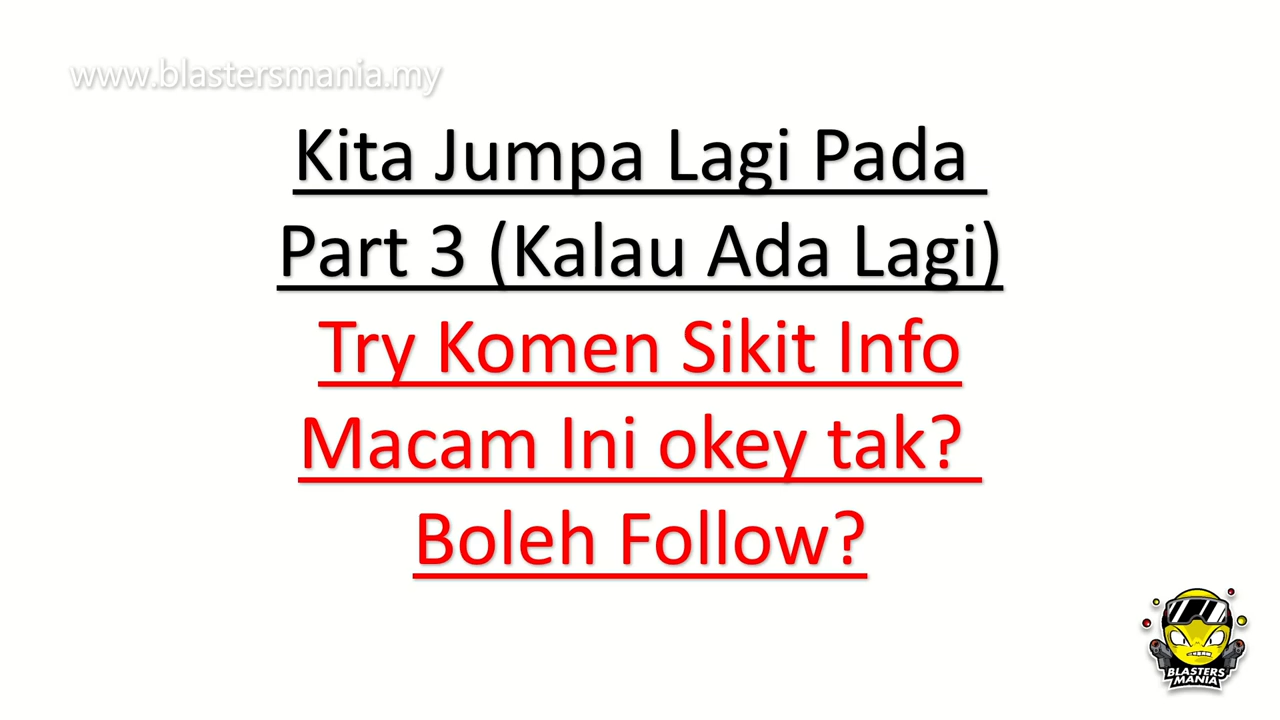 www.blastersmania.my
Kita Jumpa Lagi Pada
Part 3 (Kalau Ada Lagi)
Try Komen Sikit Info
Macam Ini okey tak?
Boleh Follow?
BLASTERS
MANIA